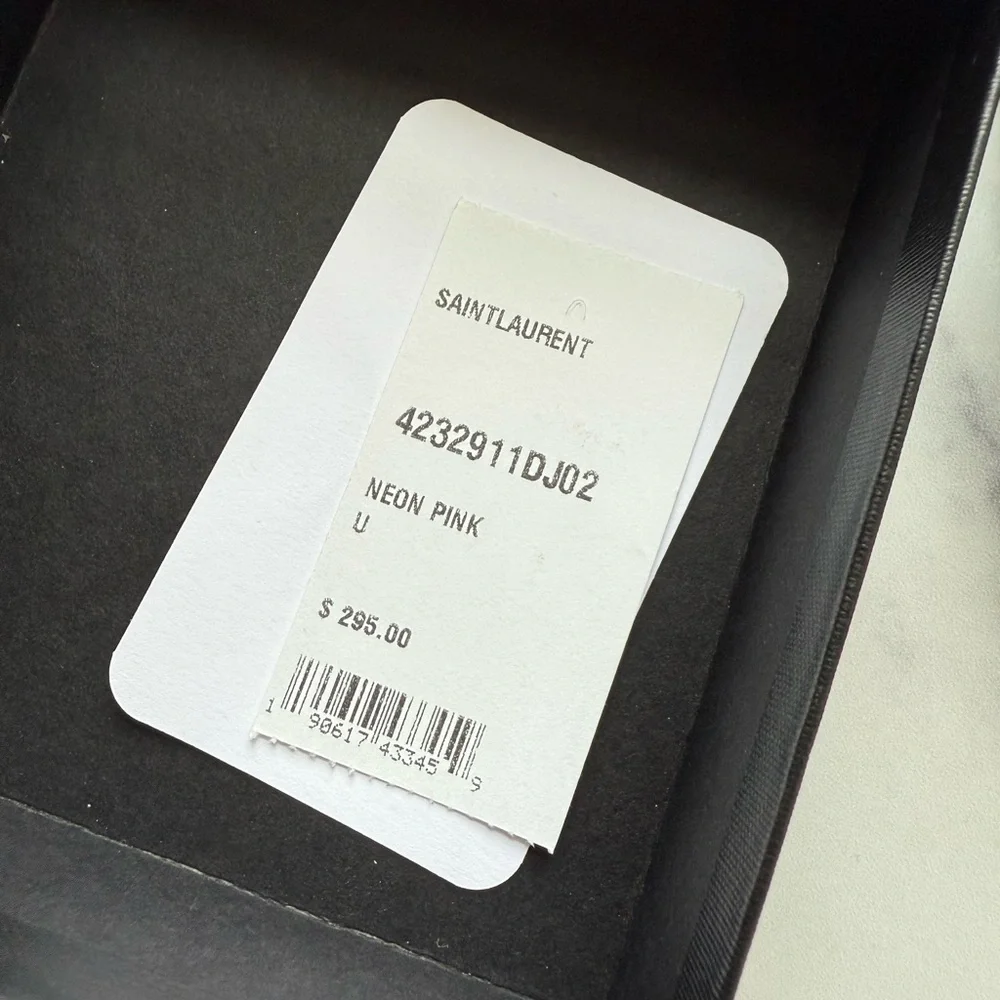 SAINTLAURENT
4232911DJ02
NEON PINK
U
$ 295.00
1 90617 43345 9